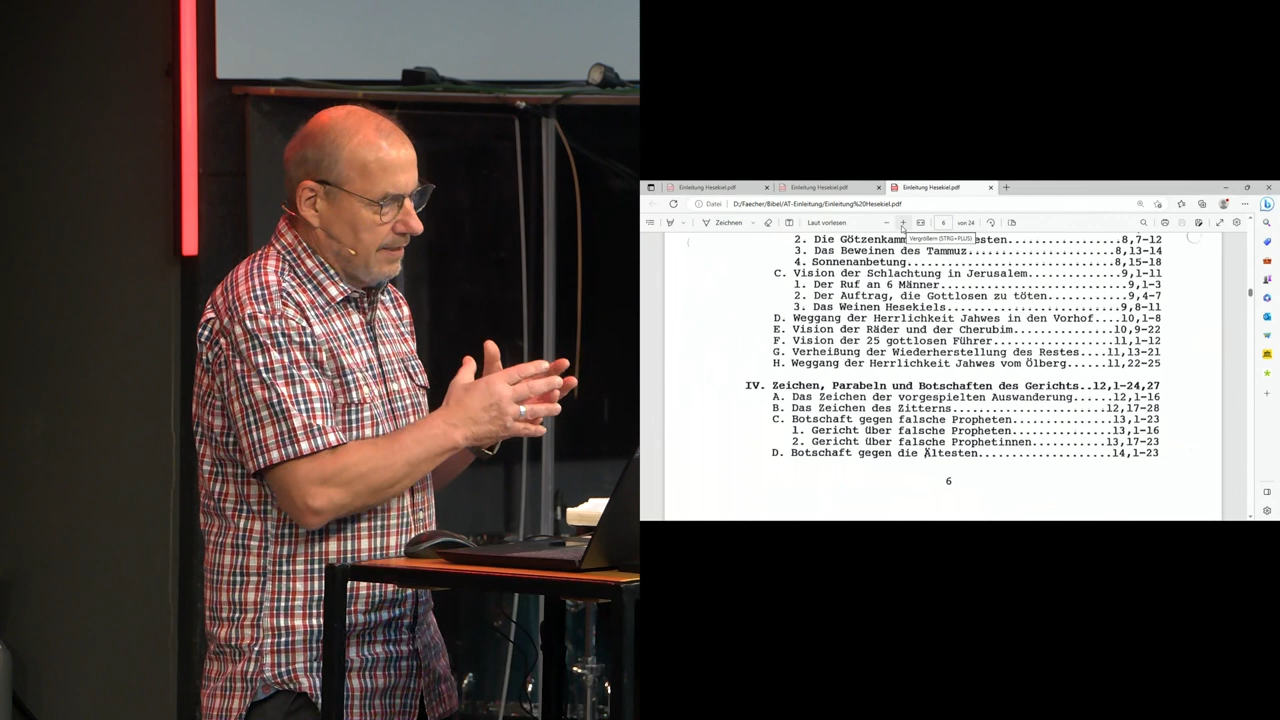 Einleitung Hesekiel.pdf
Einleitung Hesekiel.pdf
Einleitung Hesekiel.pdf
Datei D:/Faecher/Bibel/AT-Einleitung/Einleitung%20Hesekiel.pdf
Zeichnen Laut vorlesen 6 von 24
Vergrößern (STRG+PLUS)
2. Die Götzenkamm esten..............8,7-12
3. Das Beweinen des Tammuz....................8,13-14
4. Sonnenanbetung.............................8,15-18
C. Vision der Schlachtung in Jerusalem............9,1-11
1. Der Ruf an 6 Männer........................9,1-3
2. Der Auftrag, die Gottlosen zu töten........9,4-7
3. Das Weinen Hesekiels.......................9,8-11
D. Weggang der Herrlichkeit Jahwes in den Vorhof...10,1-8
E. Vision der Räder und der Cherubim..............10,9-22
F. Vision der 25 gottlosen Führer.................11,1-12
G. Verheißung der Wiederherstellung des Restes....11,13-21
H. Weggang der Herrlichkeit Jahwes vom Ölberg.....11,22-25
IV. Zeichen, Parabeln und Botschaften des Gerichts..12,1-24,27
A. Das Zeichen der vorgespielten Auswanderung.....12,1-16
B. Das Zeichen des Zitterns.......................12,17-28
C. Botschaft gegen falsche Propheten..............13,1-23
1. Gericht über falsche Propheten.............13,1-16
2. Gericht über falsche Prophetinnen..........13,17-23
D. Botschaft gegen die Ältesten...................14,1-23
6